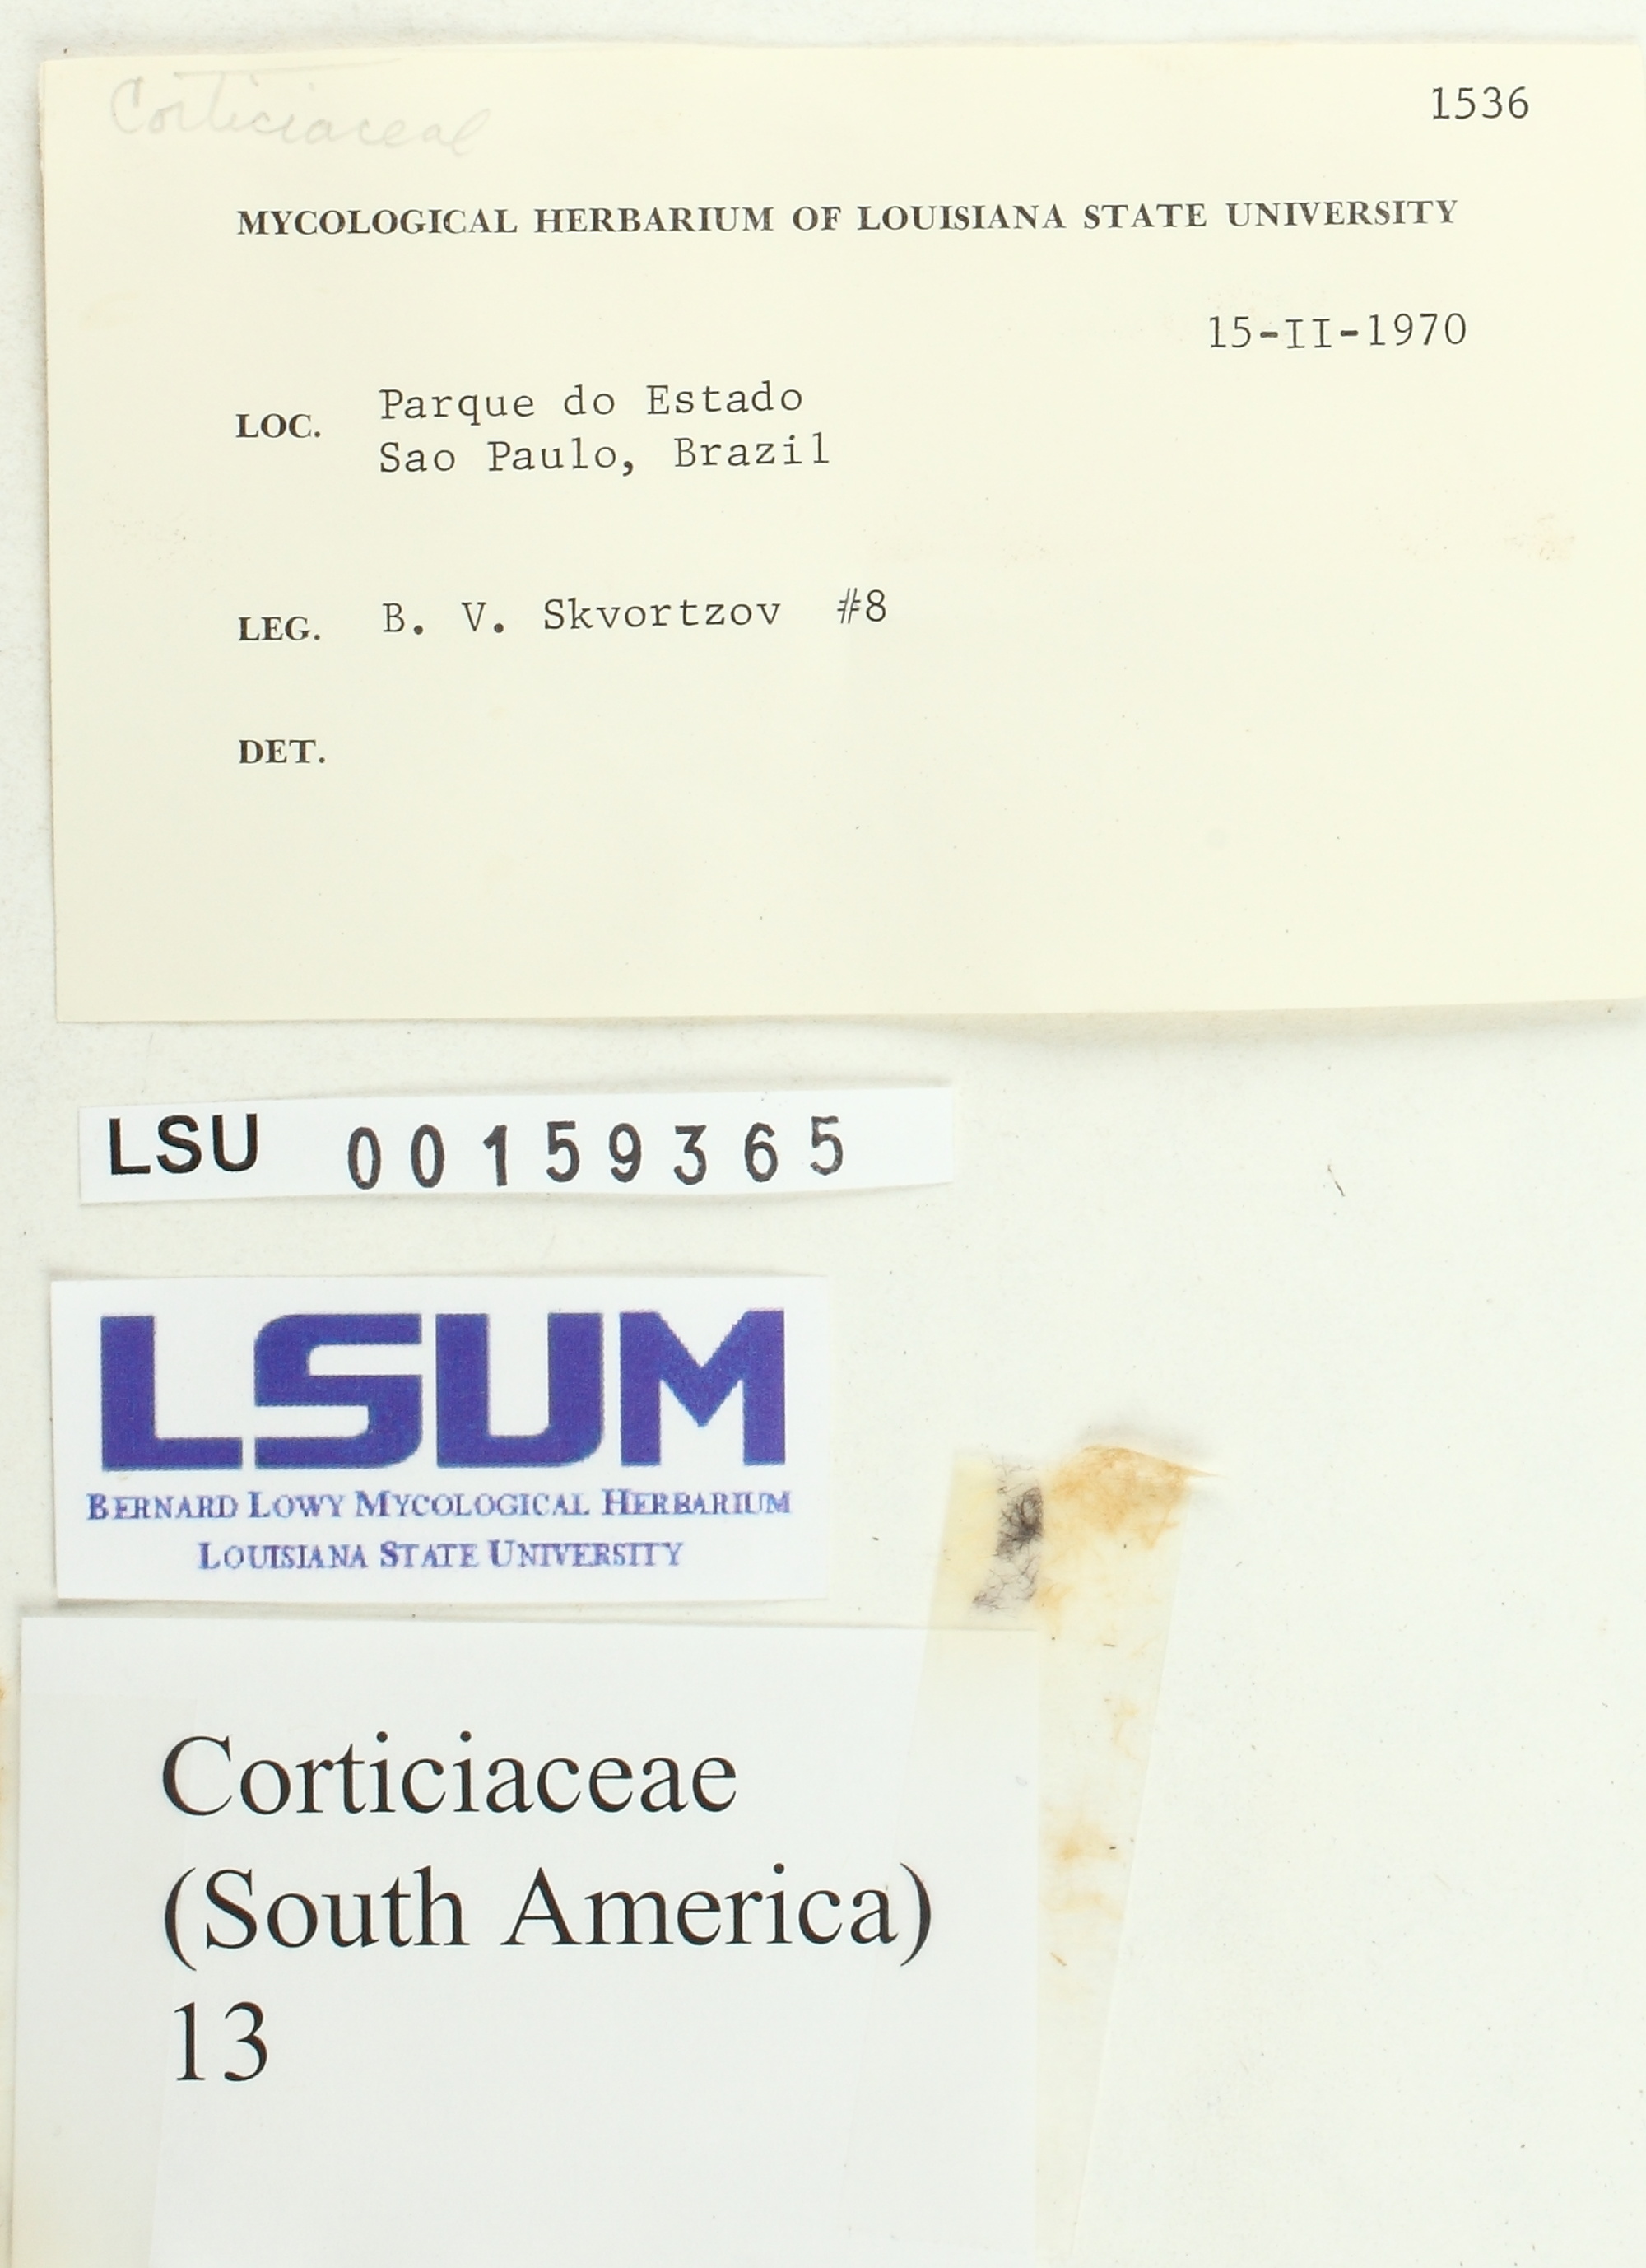 Corticiaceae
1536
MYCOLOGICAL HERBARIUM OF LOUISIANA STATE UNIVERSITY
15-II-1970
LOC. Parque do Estado
Sao Paulo, Brazil
LEG. B. V. Skvortzov #8
DET.
LSU 00159365
LSUM
BERNARD LOWY MYCOLOGICAL HERBARIUM
LOUISIANA STATE UNIVERSITY
Corticiaceae
(South America)
13